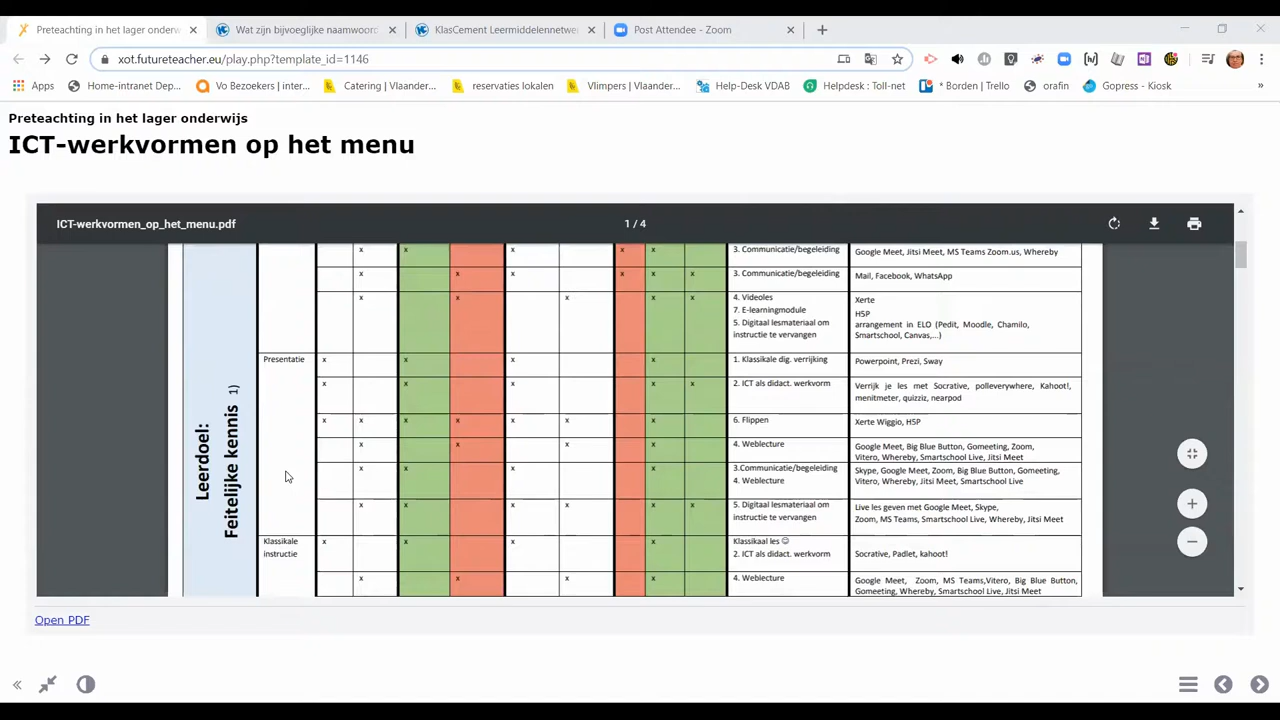 Preteaching in het lager onderw
Wat zijn bijvoeglijke naamwoord
KlasCement Leermiddelennetwe
Post Attendee - Zoom
xot.futureteacher.eu/play.php?template_id=1146
Apps
Home-intranet Dep...
Vo Bezoekers | inter...
Catering | Vlaander...
reservaties lokalen
Vlimpers | Vlaander...
Help-Desk VDAB
Helpdesk : Toll-net
* Borden | Trello
orafin
Gopress - Kiosk
»
Preteaching in het lager onderwijs
ICT-werkvormen op het menu
ICT-werkvormen_op_het_menu.pdf
1 / 4
x x x x x 3. Communicatie/begeleiding Google Meet, Jitsi Meet, MS Teams Zoom.us, Whereby
x x x x x x 3. Communicatie/begeleiding Mail, Facebook, WhatsApp
x x x x x 4. Videoles Xerte
7. E-learningmodule H5P
5. Digitaal lesmateriaal om arrangement in ELO (Pedit, Moodle, Chamilo,
instructie te vervangen Smartschool, Canvas,...)
Presentatie x x x x 1. Klassikale dig. verrijking Powerpoint, Prezi, Sway
x x x x x 2. ICT als didact. werkvorm Verrijk je les met Socrative, polleverywhere, Kahoot!,
menitmeter, quizziz, nearpod
x x x x x x x 6. Flippen Xerte Wiggio, H5P
x x x x 4. Weblecture Google Meet, Big Blue Button, Gomeeting, Zoom,
Vitero, Whereby, Smartschool Live, Jitsi Meet
x x x x 3.Communicatie/begeleiding Skype, Google Meet, Zoom, Big Blue Button, Gomeeting,
4. Weblecture Vitero, Whereby, Jitsi Meet, Smartschool Live
x x x x x x 5. Digitaal lesmateriaal om Live les geven met Google Meet, Skype,
instructie te vervangen Zoom, MS Teams, Smartschool Live, Whereby, Jitsi Meet
Klassikale x x x x Klassikaal les ☺
instructie 2. ICT als didact. werkvorm Socrative, Padlet, kahoot!
x x x x 4. Weblecture Google Meet, Zoom, MS Teams,Vitero, Big Blue Button,
Gomeeting, Whereby, Smartschool Live, Jitsi Meet
Leerdoel:
Feitelijke kennis 1)
Open PDF